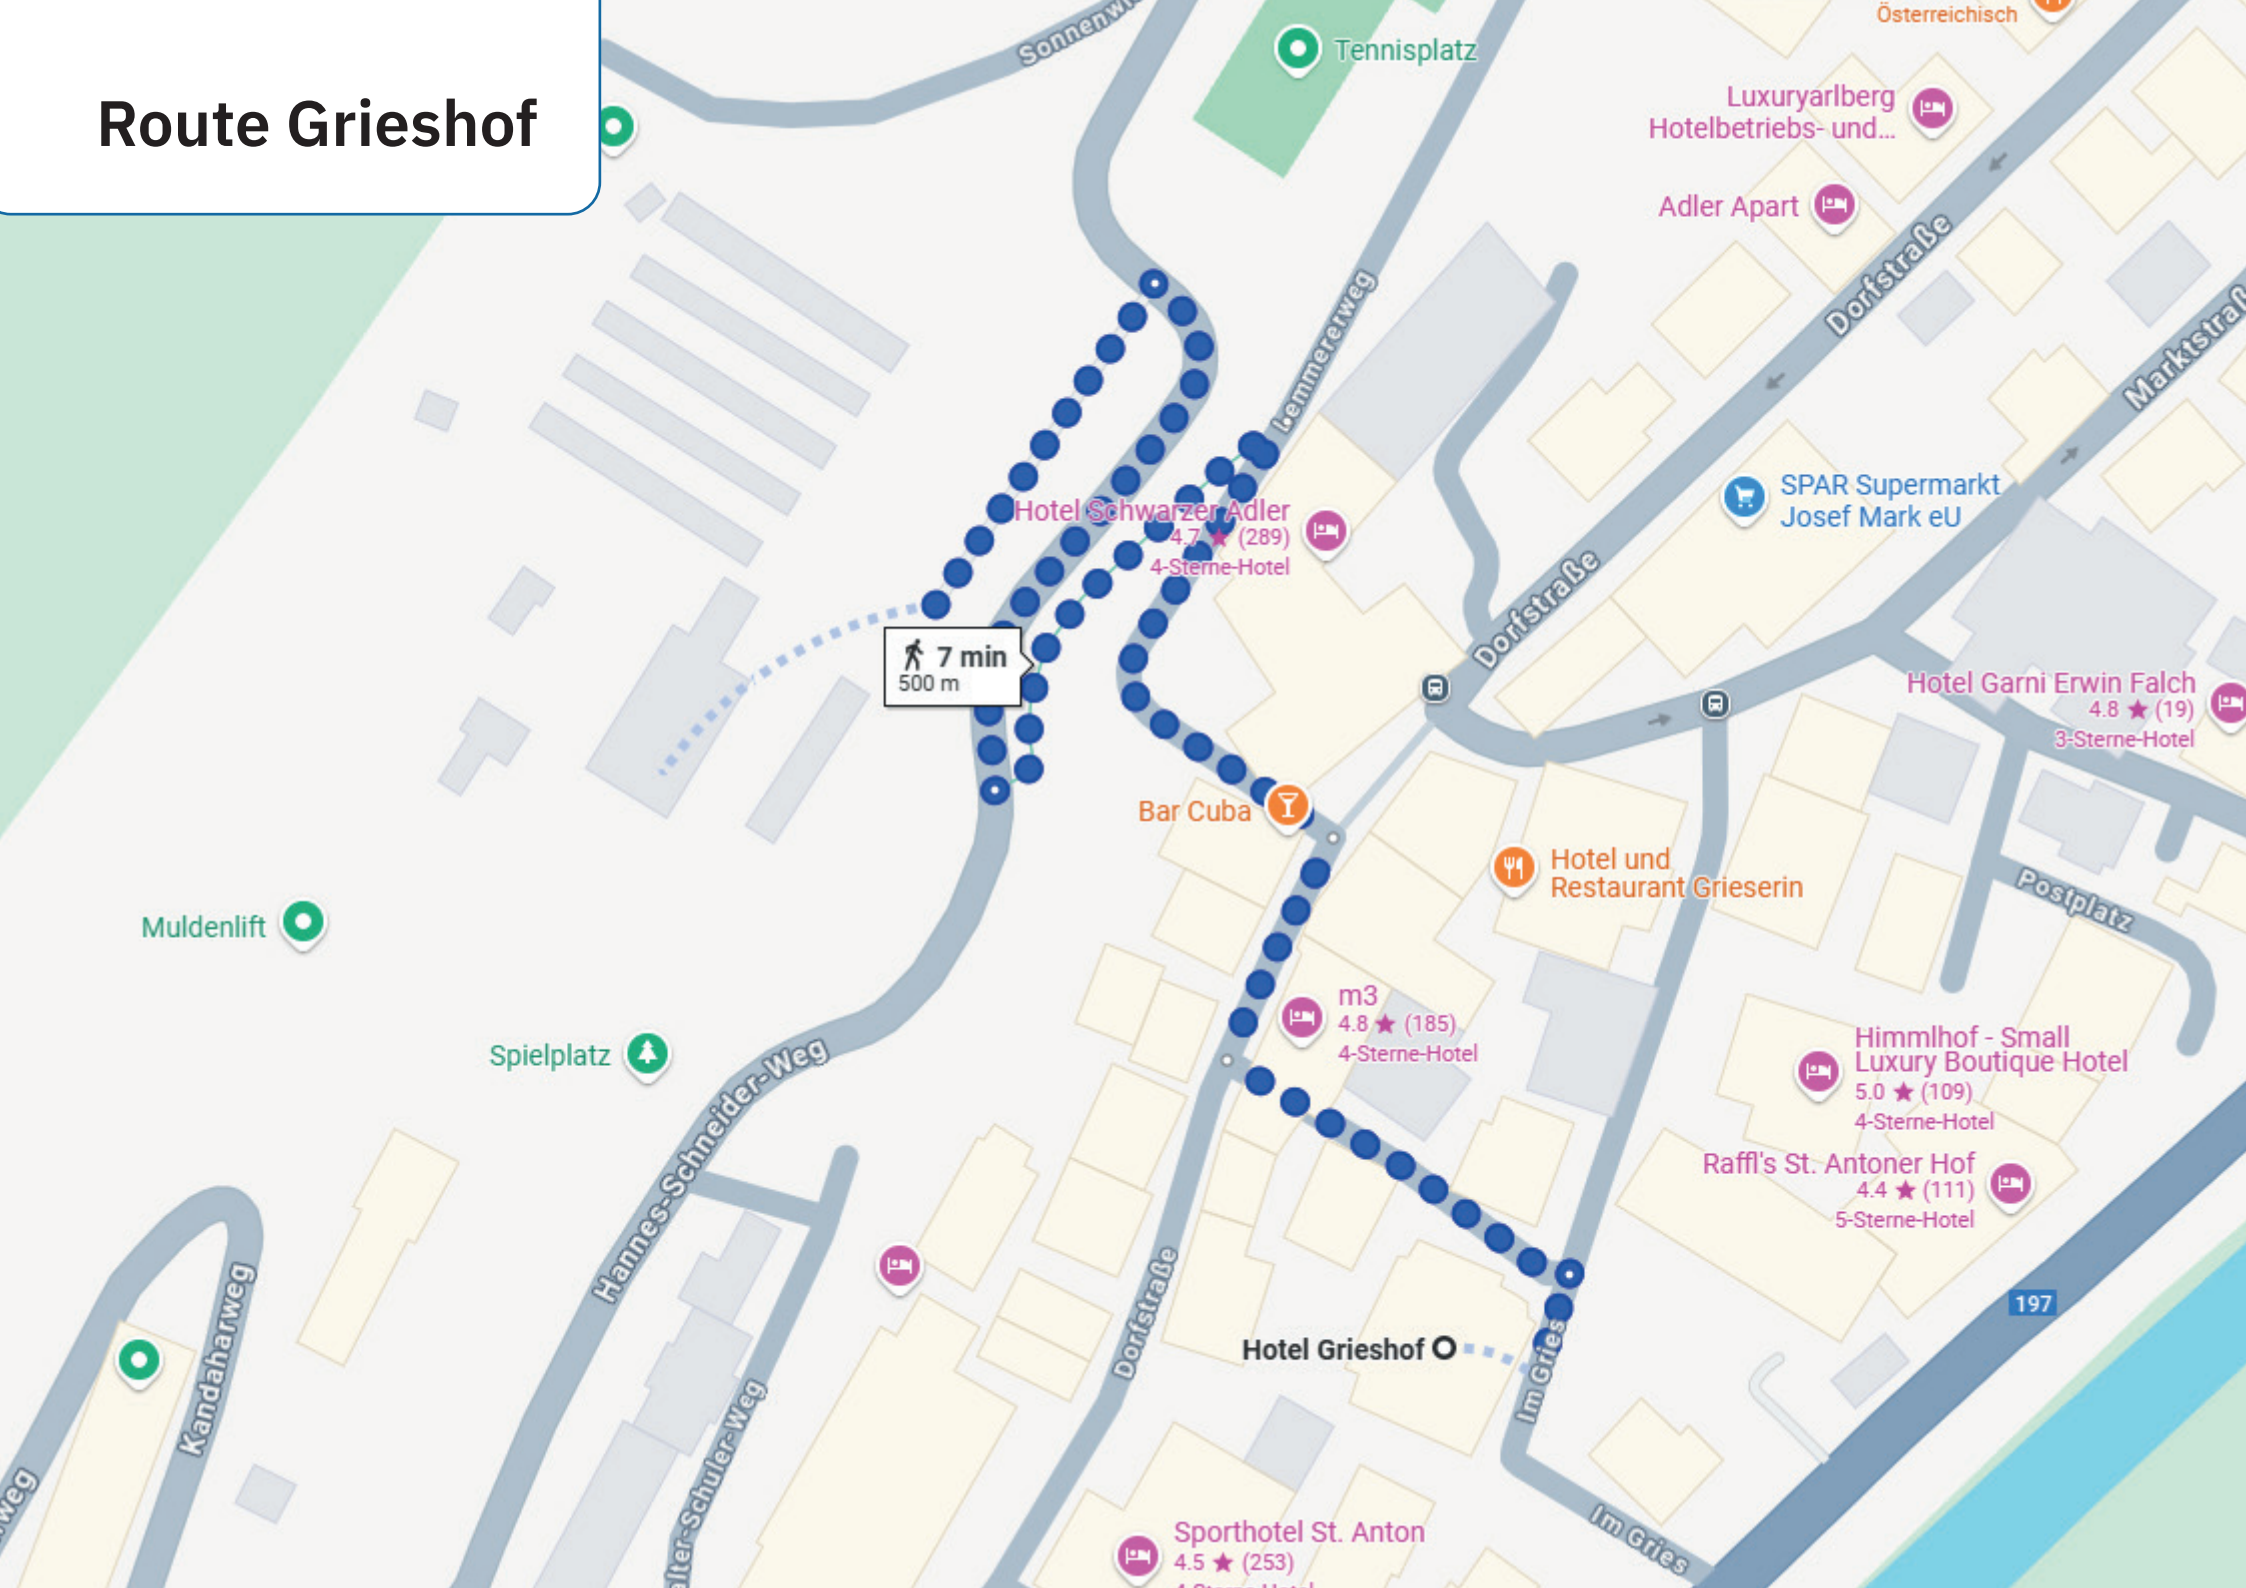 Route Grieshof
Österreichisch
Tennisplatz
Luxuryarlberg
Hotelbetriebs- und...
Adler Apart
Dorfstraße
Lemmererweg
SPAR Supermarkt
Josef Mark eU
Hotel Schwarzer Adler
4.7 ★ (289)
4-Sterne-Hotel
Dorfstraße
7 min
500 m
Hotel Garni Erwin Falch
4.8 ★ (19)
3-Sterne-Hotel
Bar Cuba
Hotel und
Restaurant Grieserin
Postplatz
Muldenlift
m3
4.8 ★ (185)
4-Sterne-Hotel
Spielplatz
Himmlhof - Small
Luxury Boutique Hotel
5.0 ★ (109)
4-Sterne-Hotel
Hannes-Schneider-Weg
Raffl's St. Antoner Hof
4.4 ★ (111)
5-Sterne-Hotel
197
Kandaharweg
Dorfstraße
Hotel Grieshof
Im Gries
Im Gries
Sporthotel St. Anton
4.5 ★ (253)